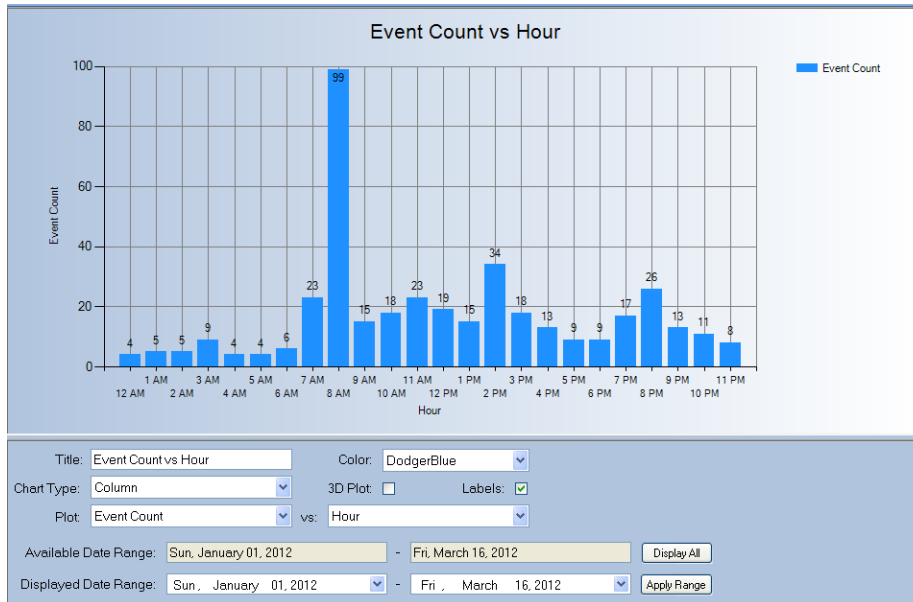 Event Count vs Hour
Event Count
100
80
60
40
20
0
Event Count
4
5
5
9
4
4
6
23
99
15
18
23
19
15
34
18
13
9
9
17
26
13
11
8
1 AM 3 AM 5 AM 7 AM 9 AM 11 AM 1 PM 3 PM 5 PM 7 PM 9 PM 11 PM
12 AM 2 AM 4 AM 6 AM 8 AM 10 AM 12 PM 2 PM 4 PM 6 PM 8 PM 10 PM
Hour
Title: Event Count vs Hour Color: DodgerBlue
Chart Type: Column 3D Plot: Labels:
Plot: Event Count vs: Hour
Available Date Range: Sun, January 01, 2012 - Fri, March 16, 2012 Display All
Displayed Date Range: Sun , January 01, 2012 - Fri , March 16, 2012 Apply Range